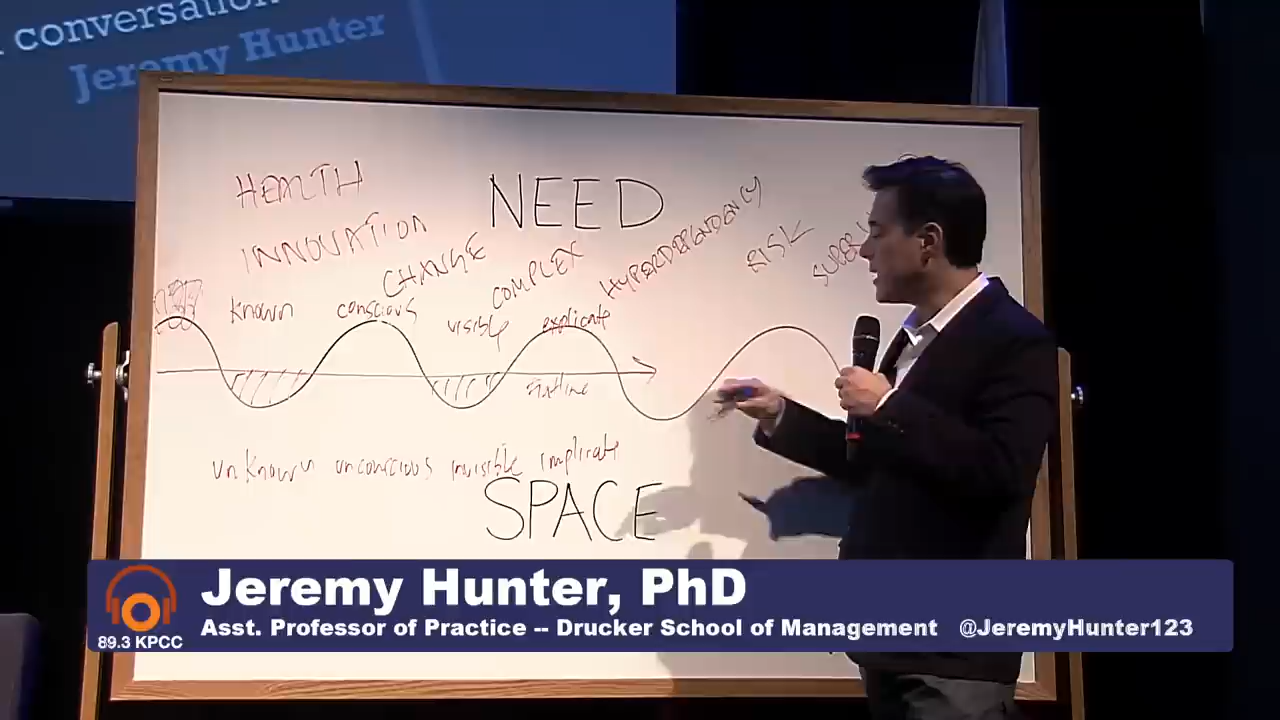 conversation
Jeremy Hunter
HEALTH
NEED
INNOVATION
CHANGE
COMPLEX
HYPERDEPENDENCY
RISK
known
conscious
visible
explicate
unknown unconscious invisible implicate
SPACE
Jeremy Hunter, PhD
Asst. Professor of Practice -- Drucker School of Management @JeremyHunter123
89.3 KPCC